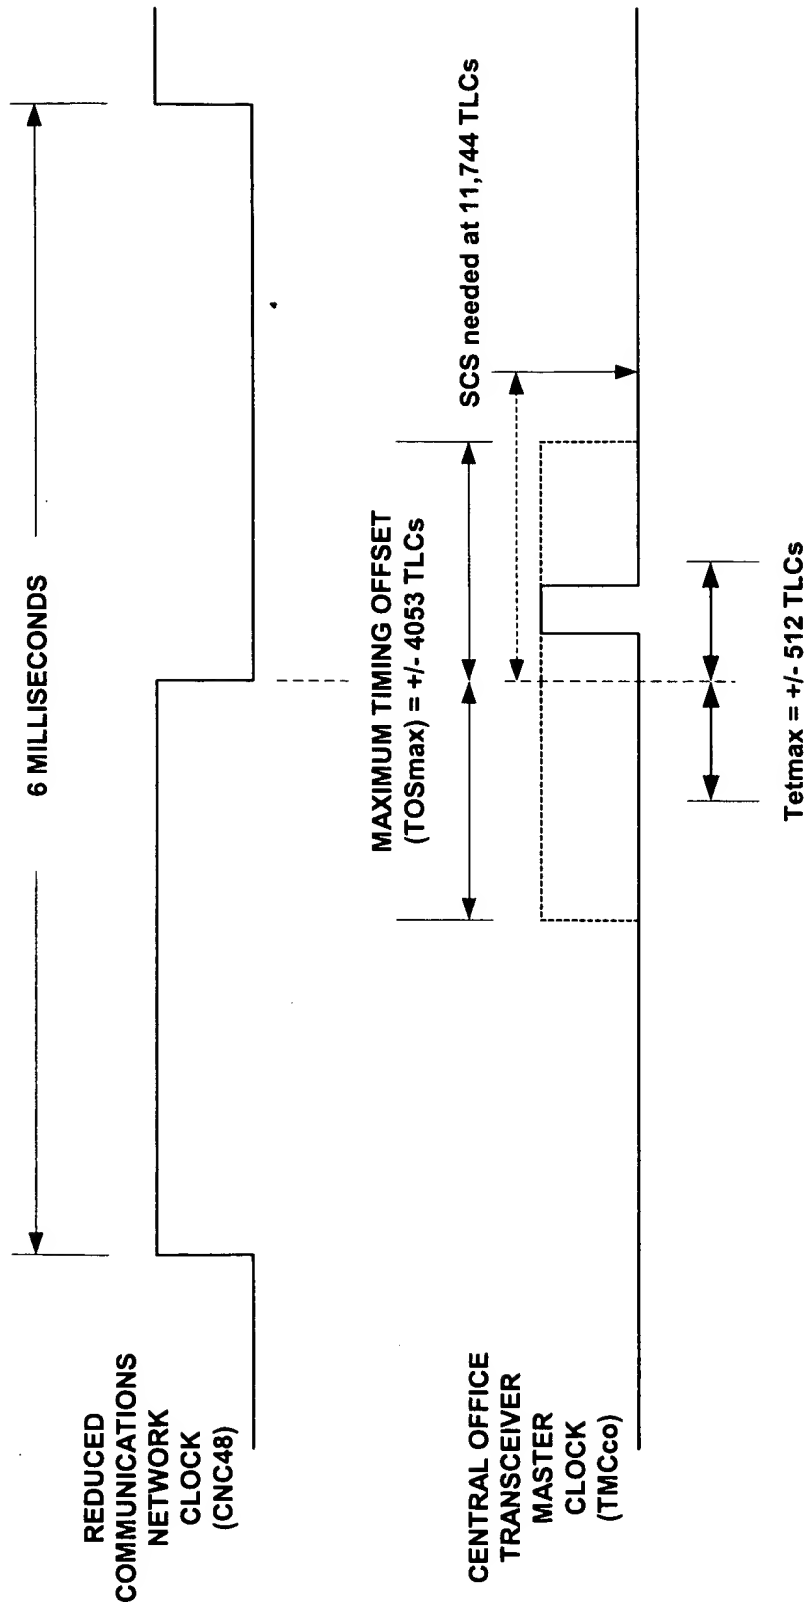 6 MILLISECONDS
REDUCED
COMMUNICATIONS
NETWORK
CLOCK
(CNC48)
MAXIMUM TIMING OFFSET
(TOSmax) = +/- 4053 TLCs
SCS needed at 11,744 TLCs
CENTRAL OFFICE
TRANSCEIVER
MASTER
CLOCK
(TMCco)
Tetmax = +/- 512 TLCs